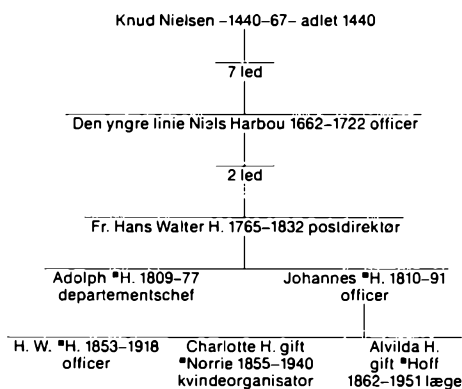 Knud Nielsen –1440–67– adlet 1440
7 led
Den yngre linie Niels Harbou 1662–1722 officer
2 led
Fr. Hans Walter H. 1765–1832 postdirektør
Adolph *H. 1809–77
departementschef
Johannes *H. 1810–91
officer
H. W. *H. 1853–1918
officer
Charlotte H. gift
*Norrie 1855–1940
kvindeorganisator
Alvilda H.
gift *Hoff
1862–1951 læge